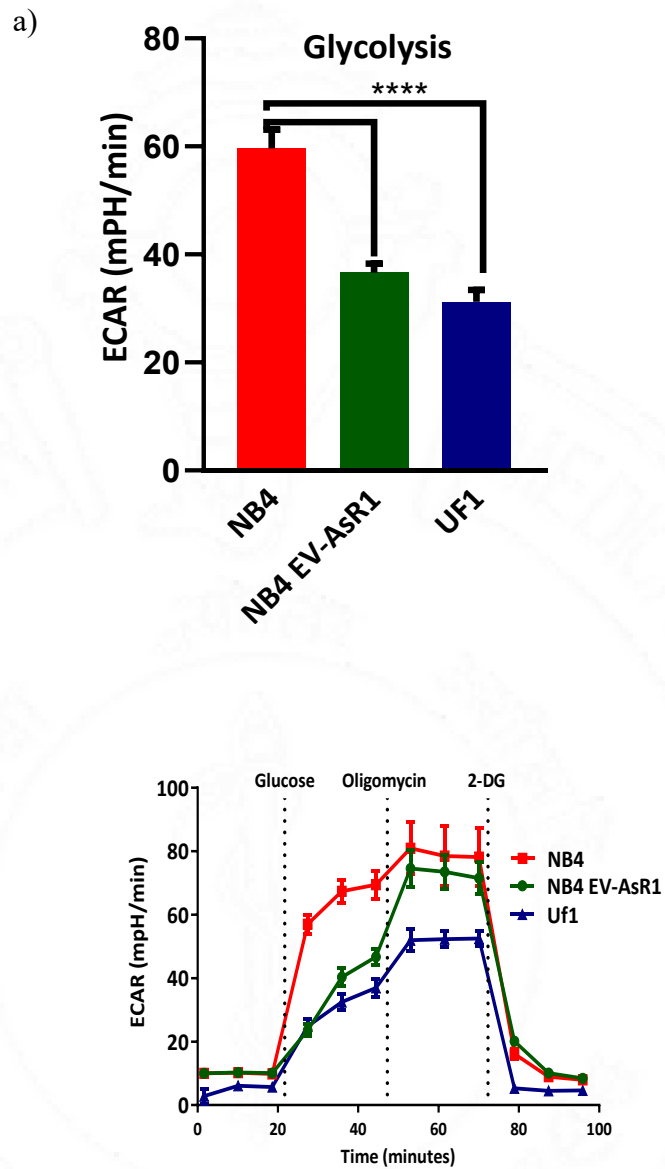 a)
Glycolysis
****
ECAR (mPH/min)
80
60
40
20
0
NB4
NB4 EV-AsR1
UF1
Glucose Oligomycin 2-DG
ECAR (mpH/min)
100
80
60
40
20
0
NB4
NB4 EV-AsR1
Uf1
0 20 40 60 80 100
Time (minutes)